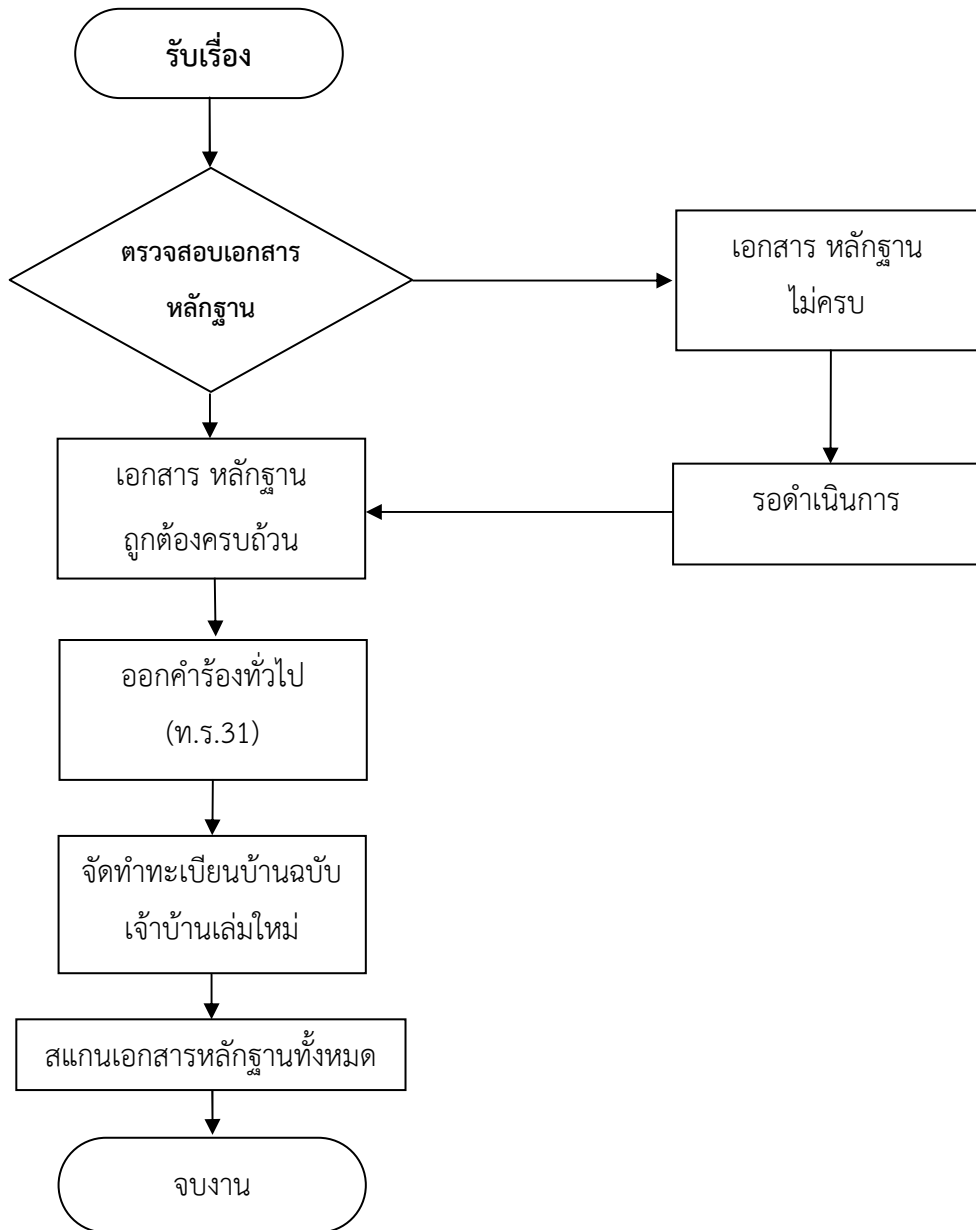 รับเรื่อง
ตรวจสอบเอกสาร
หลักฐาน
เอกสาร หลักฐาน
ไม่ครบ
เอกสาร หลักฐาน
ถูกต้องครบถ้วน
รอดำเนินการ
ออกคำร้องทั่วไป
(ท.ร.31)
จัดทำทะเบียนบ้านฉบับ
เจ้าบ้านเล่มใหม่
สแกนเอกสารหลักฐานทั้งหมด
จบงาน